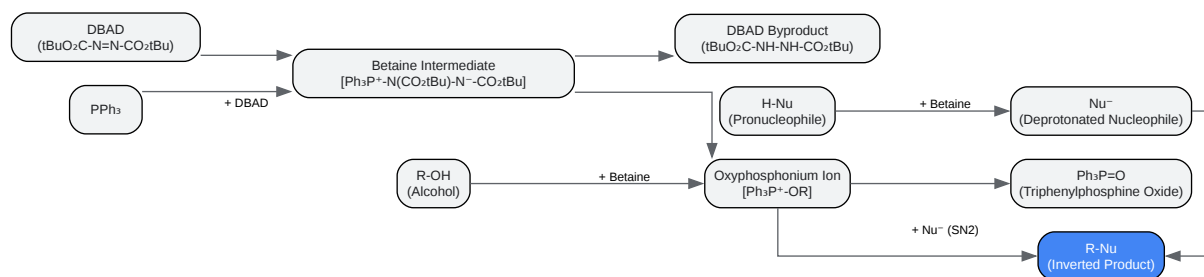 DBAD
(tBuO₂C-N=N-CO₂tBu)
DBAD Byproduct
(tBuO₂C-NH-NH-CO₂tBu)
Betaine Intermediate
[Ph₃P⁺-N(CO₂tBu)-N⁻-CO₂tBu]
PPh₃
+ DBAD
H-Nu
(Pronucleophile)
+ Betaine
Nu⁻
(Deprotonated Nucleophile)
R-OH
(Alcohol)
+ Betaine
Oxyphosphonium Ion
[Ph₃P⁺-OR]
Ph₃P=O
(Triphenylphosphine Oxide)
+ Nu⁻ (SN2)
R-Nu
(Inverted Product)